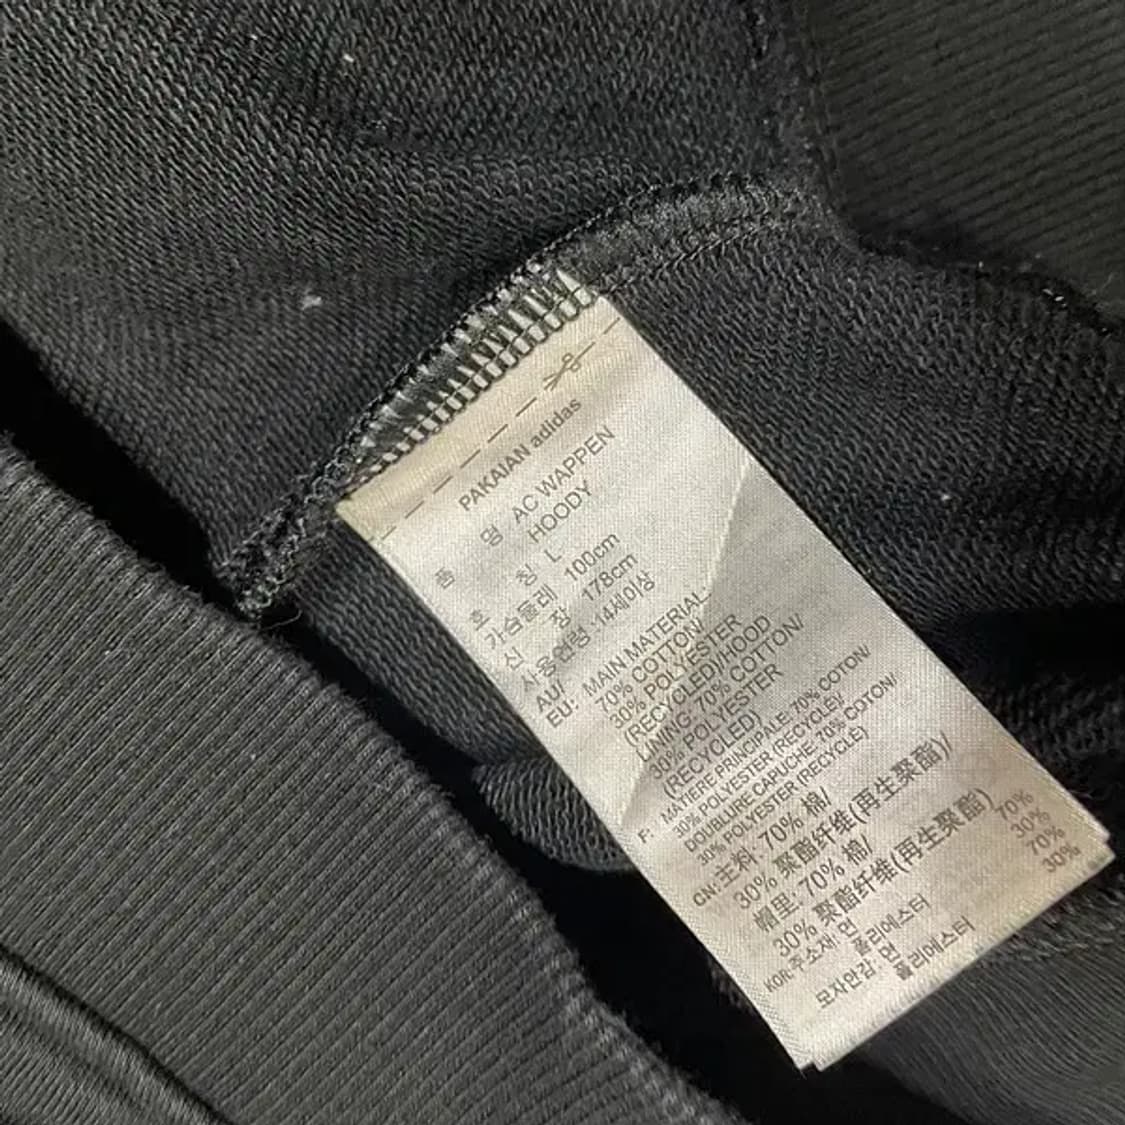 PAKAIAN adidas
품 명 AC WAPPEN
HOODY
호 칭 L
가슴둘레 100cm
신 장 178cm
사용연령 :14세이상
AU/
EU: MAIN MATERIAL:
70% COTTON/
30% POLYESTER
(RECYCLED)/HOOD
LINING: 70% COTTON/
30% POLYESTER
(RECYCLED)
F: MATIERE PRINCIPALE: 70% COTON/
30% POLYESTER (RECYCLE)/
DOUBLURE CAPUCHE: 70% COTON/
30% POLYESTER (RECYCLE)
CN:主料: 70% 棉/
30% 聚酯纤维(再生聚酯)/
帽里: 70% 棉/
30% 聚酯纤维(再生聚酯)
KOR:주소재: 면 70%
폴리에스터 30%
모자안감: 면 70%
폴리에스터 30%